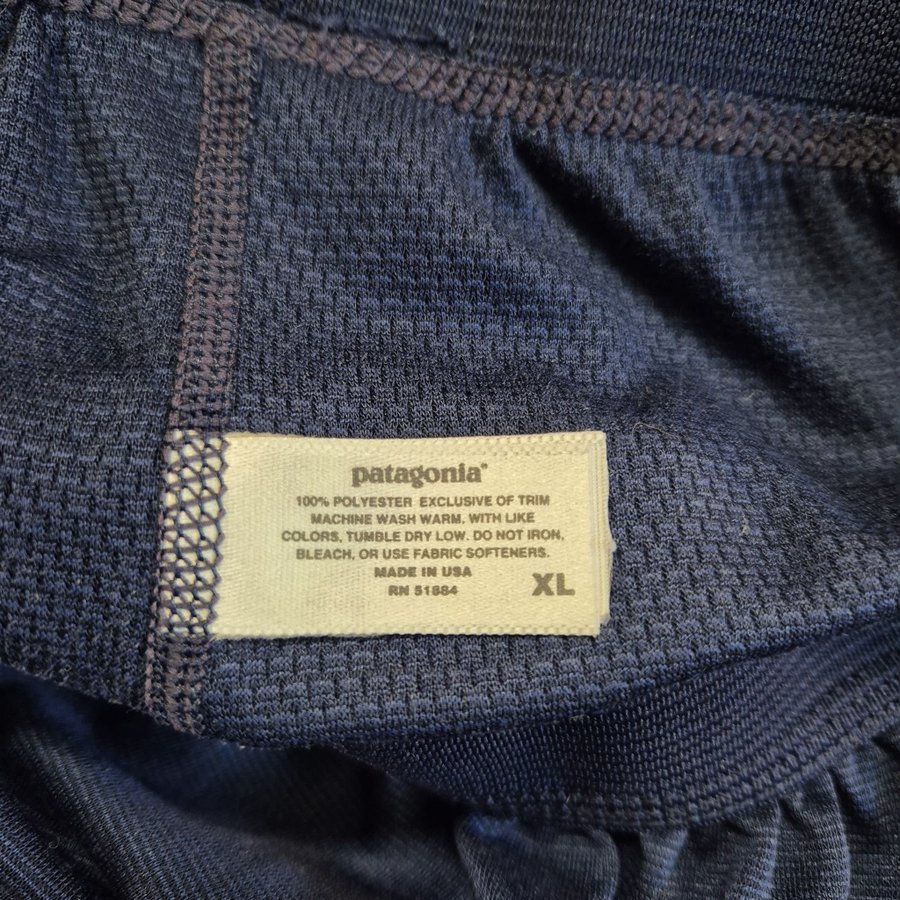 patagonia®
100% POLYESTER EXCLUSIVE OF TRIM
MACHINE WASH WARM, WITH LIKE
COLORS, TUMBLE DRY LOW. DO NOT IRON,
BLEACH, OR USE FABRIC SOFTENERS.
MADE IN USA
RN 51884
XL